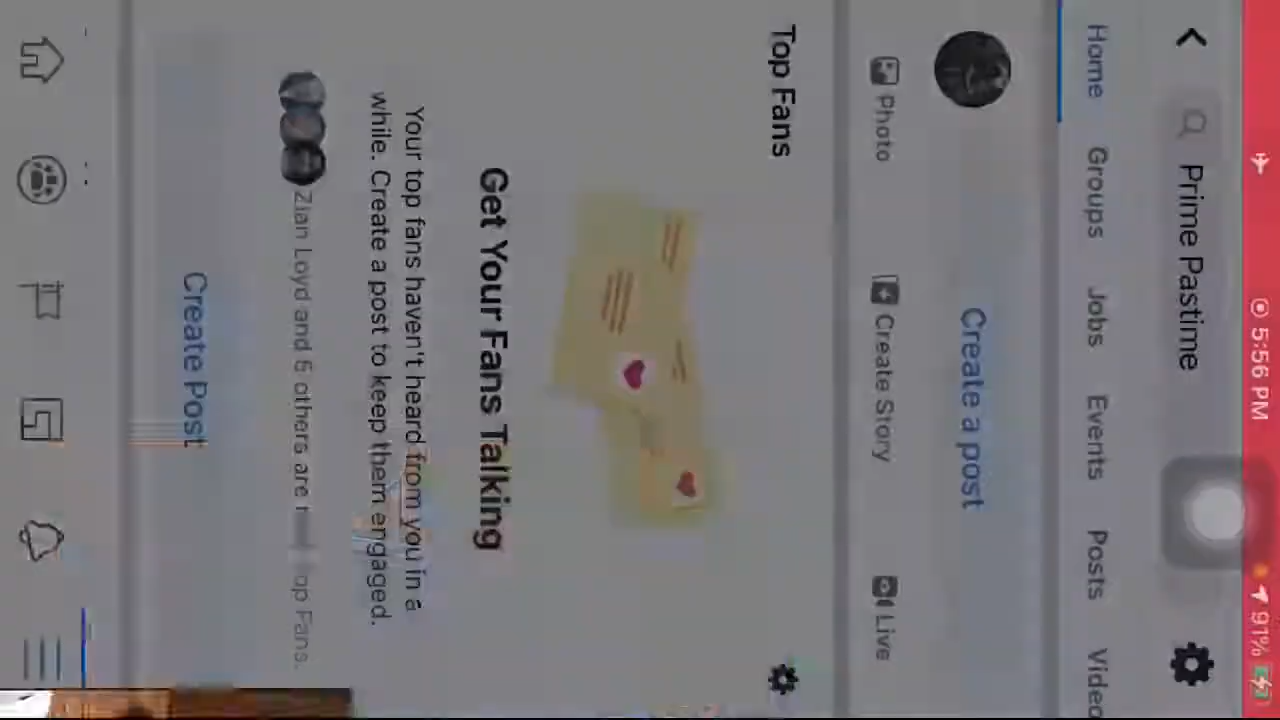 5:56 PM
91%
Prime Pastime
Home Groups Jobs Events Posts Video
Create a post
Photo
Create Story
Live
Top Fans
Get Your Fans Talking
Your top fans haven't heard from you in a
while. Create a post to keep them engaged.
Zian Loyd and 6 others are Fans.
Create Post